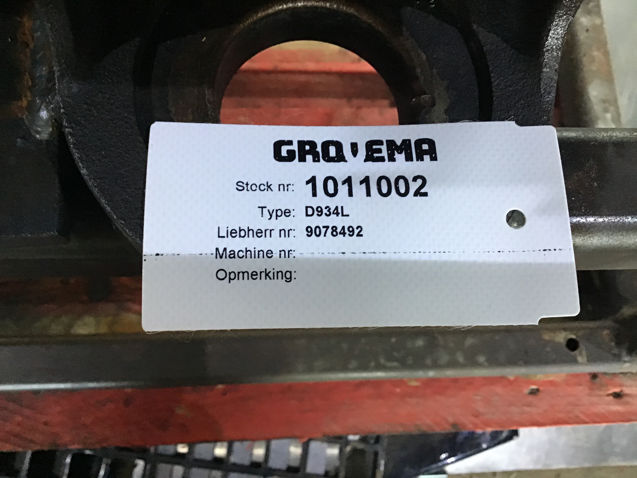 GROVEMA
Stock nr: 1011002
Type: D934L
Liebherr nr: 9078492
Machine nr:
Opmerking: